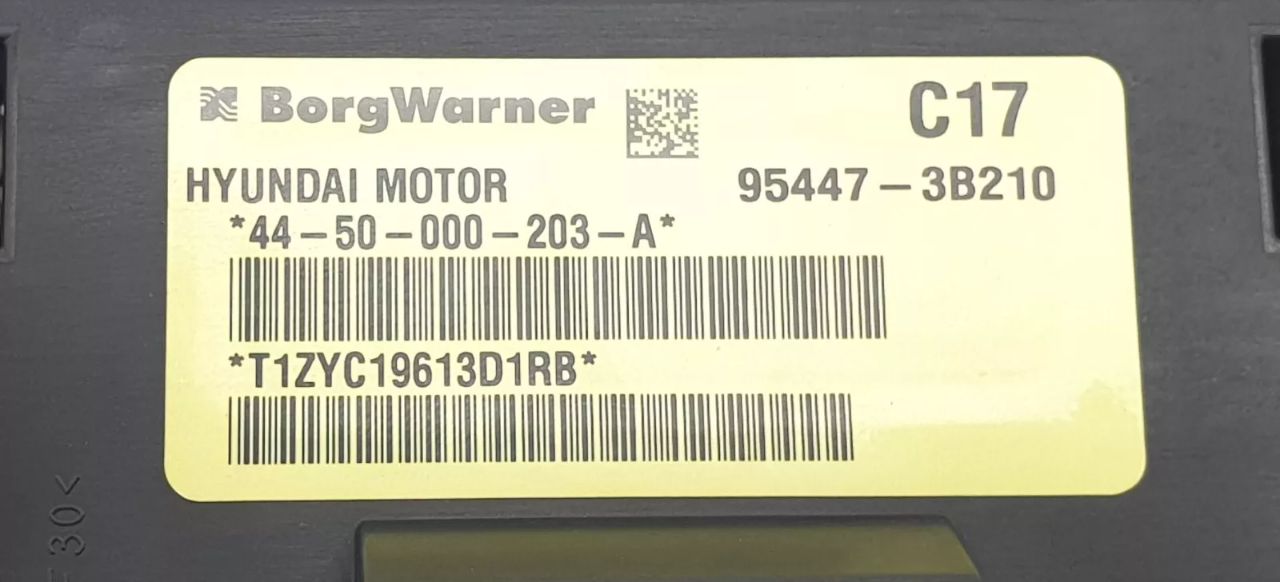 BorgWarner
C17
HYUNDAI MOTOR 95447-3B210
*44-50-000-203-A*
*T1ZYC19613D1RB*
30<